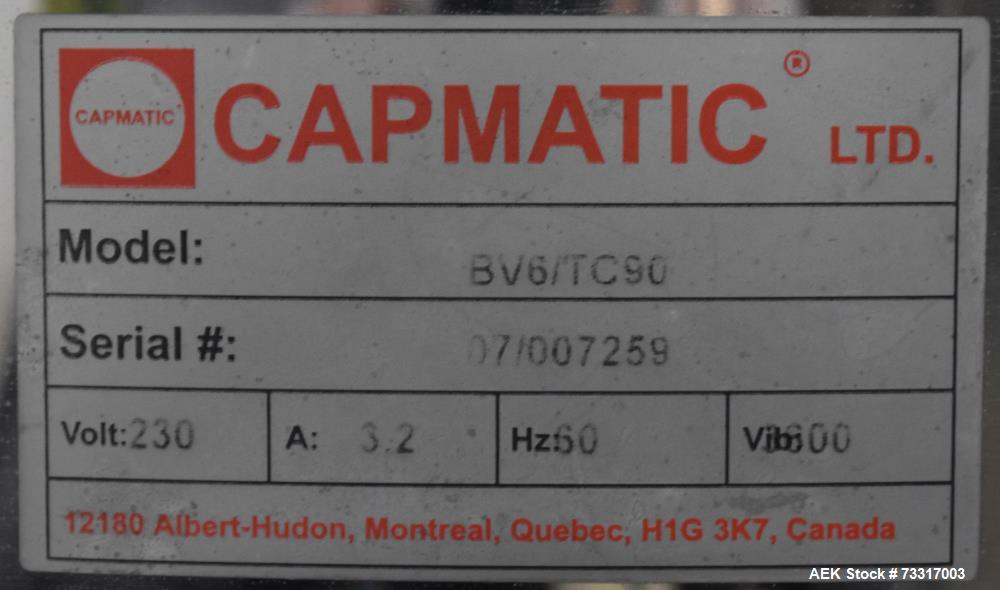 CAPMATIC
CAPMATIC® LTD.
Model: BV6/TC90
Serial #: 07/007259
Volt: 230 A: 3.2 Hz: 60 Vib: 3600
12180 Albert-Hudon, Montreal, Quebec, H1G 3K7, Canada
AEK Stock # 73317003